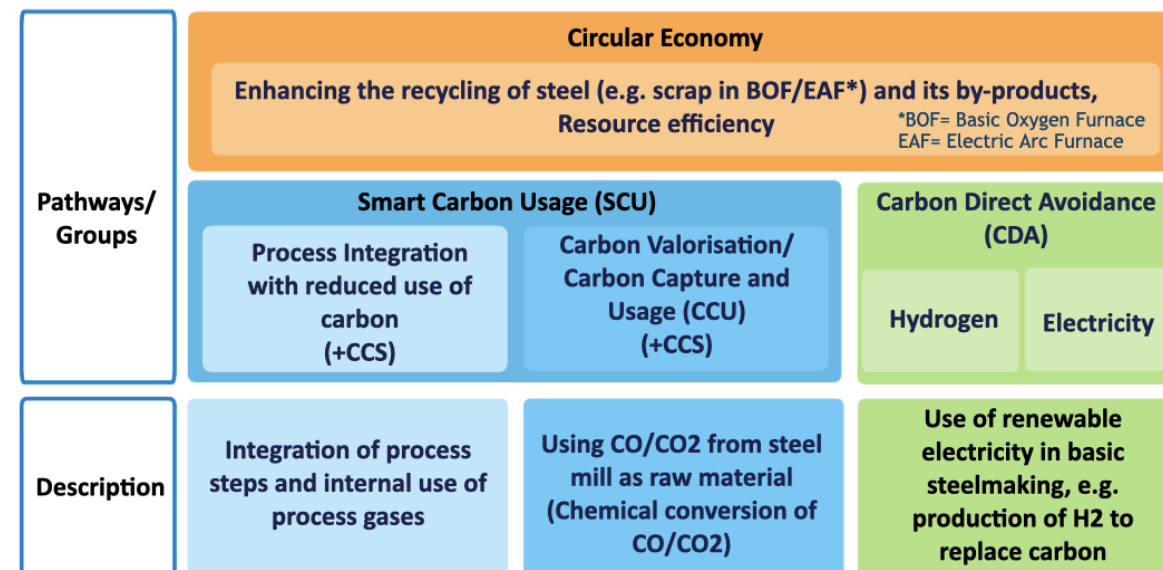 Circular Economy
Enhancing the recycling of steel (e.g. scrap in BOF/EAF*) and its by-products,
Resource efficiency
*BOF= Basic Oxygen Furnace
EAF= Electric Arc Furnace
Pathways/
Groups
Smart Carbon Usage (SCU)
Process Integration
with reduced use of
carbon
(+CCS)
Carbon Valorisation/
Carbon Capture and
Usage (CCU)
(+CCS)
Carbon Direct Avoidance
(CDA)
Hydrogen
Electricity
Description
Integration of process
steps and internal use of
process gases
Using CO/CO2 from steel
mill as raw material
(Chemical conversion of
CO/CO2)
Use of renewable
electricity in basic
steelmaking, e.g.
production of H2 to
replace carbon